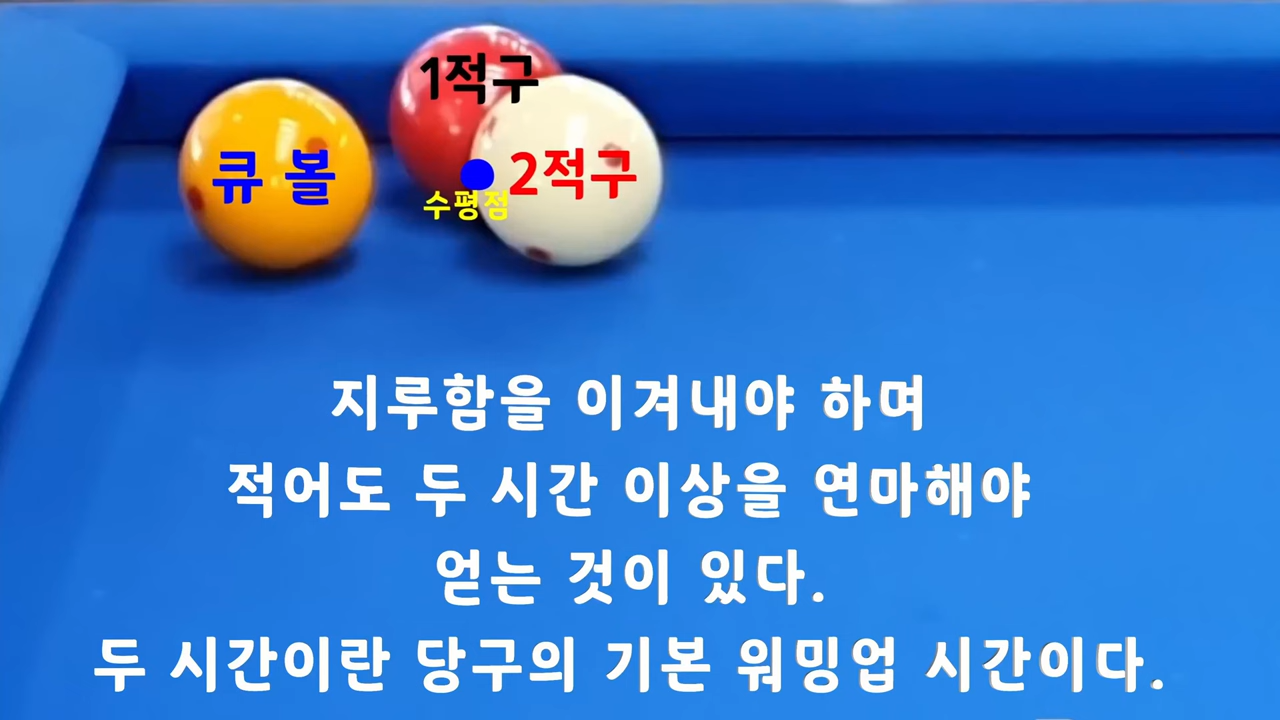 1적구
큐 볼
2적구
수평점
지루함을 이겨내야 하며
적어도 두 시간 이상을 연마해야
얻는 것이 있다.
두 시간이란 당구의 기본 워밍업 시간이다.